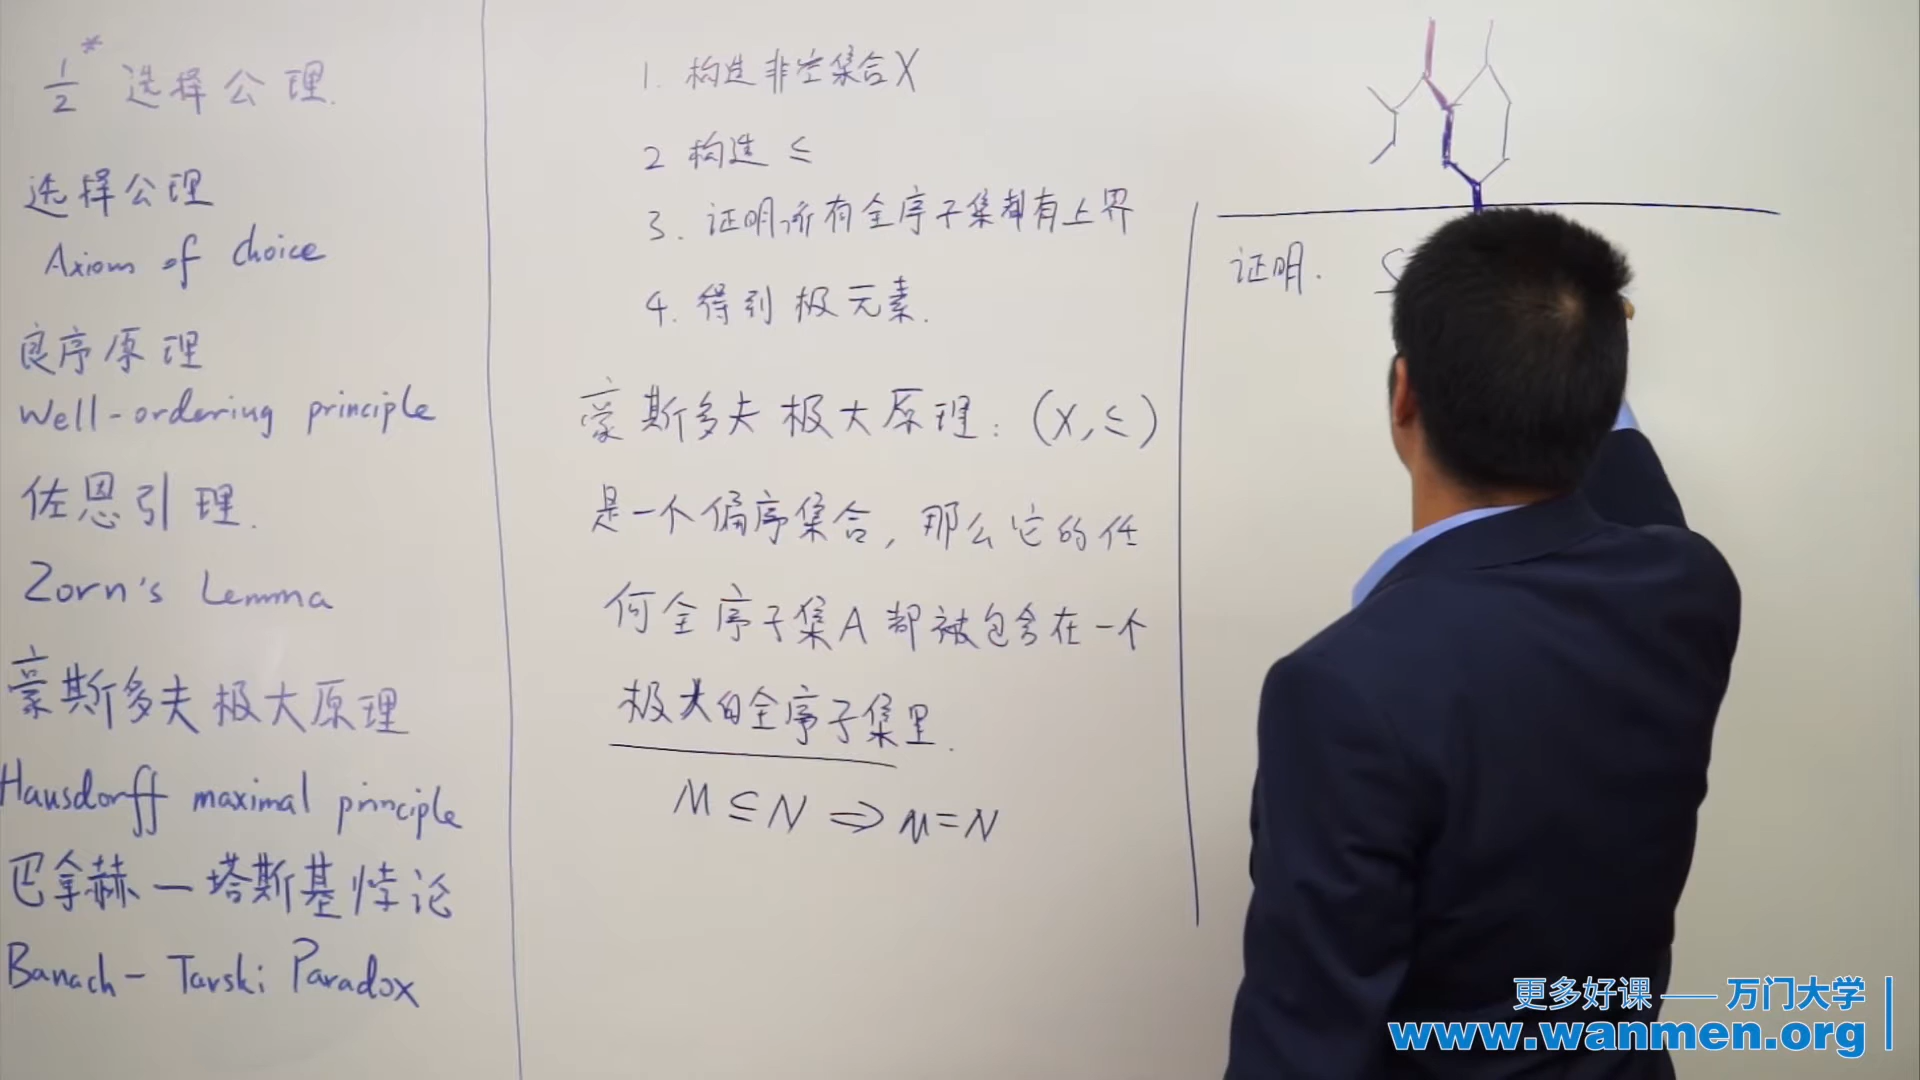 1/2 * 选择公理.
选择公理
Axiom of choice
良序原理
Well-ordering principle
佐恩引理.
Zorn's Lemma
豪斯多夫极大原理
Hausdorff maximal principle
巴拿赫—塔斯基悖论
Banach-Tarski Paradox
1. 构造非空集合X
2 构造 ≤
3. 证明所有全序子集都有上界
4. 得到极元素.
豪斯多夫极大原理: (X,≤)
是一个偏序集合, 那么它的任
何全序子集A都被包含在一个
极大的全序子集里.
M ⊆ N ⇒ M=N
证明.
更多好课 —— 万门大学
www.wanmen.org